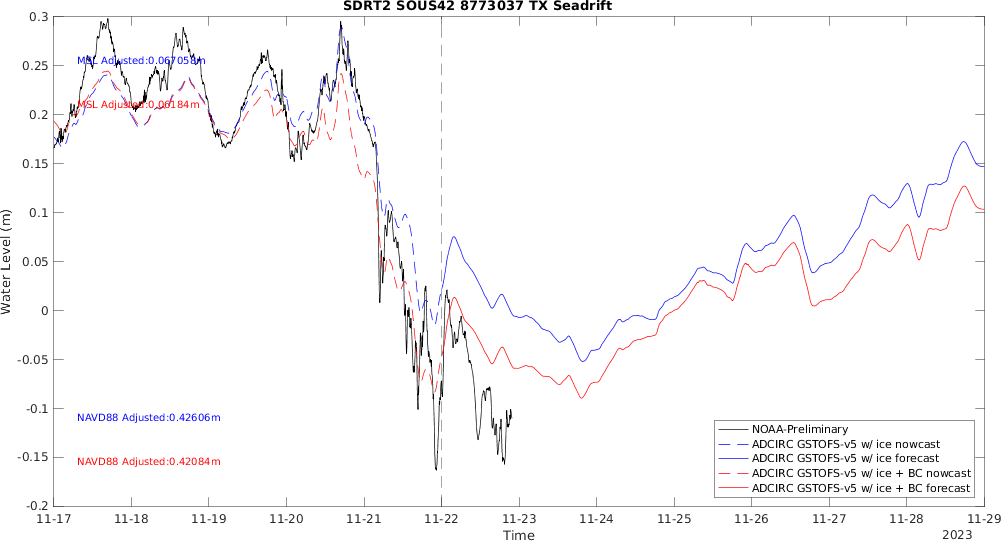 SDRT2 SOUS42 8773037 TX Seadrift
0.3
0.25
0.2
0.15
0.1
0.05
0
-0.05
-0.1
-0.15
-0.2
Water Level (m)
MSL Adjusted:0.067058m
MSL Adjusted:0.06184m
NAVD88 Adjusted:0.42606m
NAVD88 Adjusted:0.42084m
NOAA-Preliminary
ADCIRC GSTOFS-v5 w/ ice nowcast
ADCIRC GSTOFS-v5 w/ ice forecast
ADCIRC GSTOFS-v5 w/ ice + BC nowcast
ADCIRC GSTOFS-v5 w/ ice + BC forecast
11-17 11-18 11-19 11-20 11-21 11-22 11-23 11-24 11-25 11-26 11-27 11-28 11-29
Time
2023